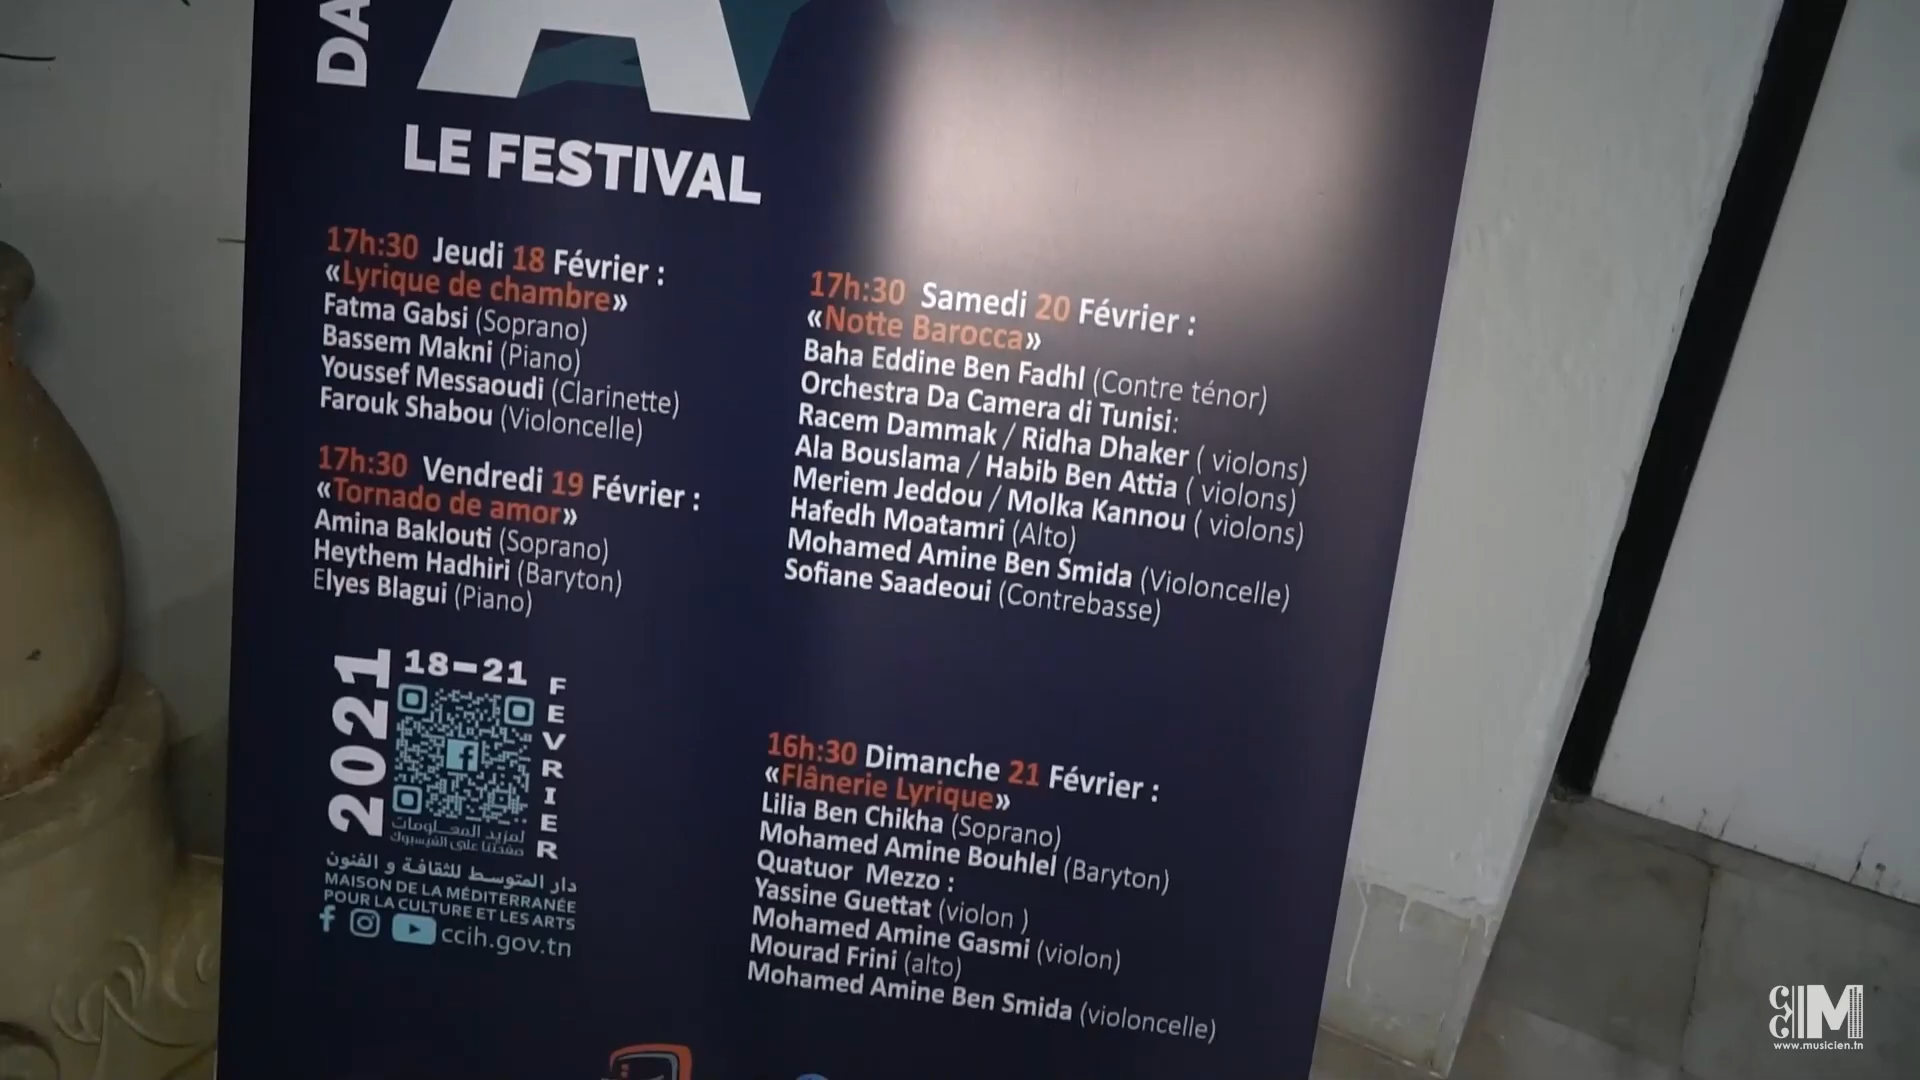 DA
A
LE FESTIVAL
17h:30 Jeudi 18 Février :
«Lyrique de chambre»
Fatma Gabsi (Soprano)
Bassem Makni (Piano)
Youssef Messaoudi (Clarinette)
Farouk Shabou (Violoncelle)
17h:30 Vendredi 19 Février :
«Tornado de amor»
Amina Baklouti (Soprano)
Heythem Hadhiri (Baryton)
Elyes Blagui (Piano)
17h:30 Samedi 20 Février :
«Notte Barocca»
Baha Eddine Ben Fadhl (Contre ténor)
Orchestra Da Camera di Tunisi:
Racem Dammak / Ridha Dhaker ( violons)
Ala Bouslama / Habib Ben Attia ( violons)
Meriem Jeddou / Molka Kannou ( violons)
Hafedh Moatamri (Alto)
Mohamed Amine Ben Smida (Violoncelle)
Sofiane Saadeoui (Contrebasse)
16h:30 Dimanche 21 Février :
«Flânerie Lyrique»
Lilia Ben Chikha (Soprano)
Mohamed Amine Bouhlel (Baryton)
Quatuor Mezzo :
Yassine Guettat (violon )
Mohamed Amine Gasmi (violon)
Mourad Frini (alto)
Mohamed Amine Ben Smida (violoncelle)
2021
18-21
FEVRIER
لمزيد المعلومات
صفحتنا على الفيسبوك
دار المتوسط للثقافة و الفنون
MAISON DE LA MÉDITERRANÉE
POUR LA CULTURE ET LES ARTS
ccih.gov.tn
M
www.musicien.tn